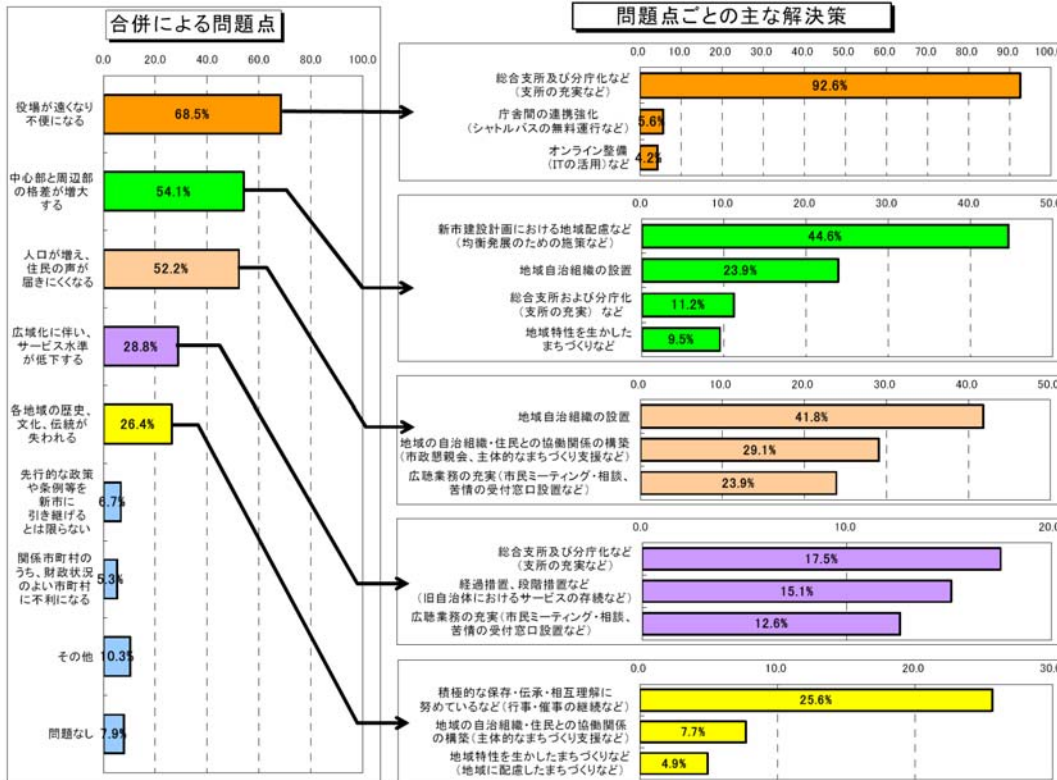 合併による問題点
0.0 20.0 40.0 60.0 80.0 100.0
役場が遠くなり
不便になる
68.5%
中心部と周辺部
の格差が増大
する
54.1%
人口が増え、
住民の声が
届きにくくなる
52.2%
広域化に伴い、
サービス水準
が低下する
28.8%
各地域の歴史、
文化、伝統が
失われる
26.4%
先行的な政策
や条例等を
新市に
引き継げる
とは限らない
6.7%
関係市町村の
うち、財政状況
のよい市町村
に不利になる
5.3%
その他
10.3%
問題なし
7.9%
問題点ごとの主な解決策
0.0 10.0 20.0 30.0 40.0 50.0 60.0 70.0 80.0 90.0 100.0
総合支所及び分庁化など
(支所の充実など)
92.6%
庁舎間の連携強化
(シャトルバスの無料運行など)
5.6%
オンライン整備
(ITの活用)など
4.2%
0.0 10.0 20.0 30.0 40.0 50.0
新市建設計画における地域配慮など
(均衡発展のための施策など)
44.6%
地域自治組織の設置
23.9%
総合支所および分庁化
(支所の充実) など
11.2%
地域特性を生かした
まちづくりなど
9.5%
0.0 10.0 20.0 30.0 40.0 50.0
地域自治組織の設置
41.8%
地域の自治組織・住民との協働関係の構築
(市政懇親会、主体的なまちづくり支援など)
29.1%
広聴業務の充実(市民ミーティング・相談、
苦情の受付窓口設置など)
23.9%
0.0 10.0 20.0
総合支所及び分庁化など
(支所の充実など)
17.5%
経過措置、段階措置など
(旧自治体におけるサービスの存続など)
15.1%
広聴業務の充実(市民ミーティング・相談、
苦情の受付窓口設置など)
12.6%
0.0 10.0 20.0 30.0
積極的な保存・伝承・相互理解に
努めているなど(行事・催事の継続など)
25.6%
地域の自治組織・住民との協働関係
の構築(主体的なまちづくり支援など)
7.7%
地域特性を生かしたまちづくりなど
(地域に配慮したまちづくりなど)
4.9%